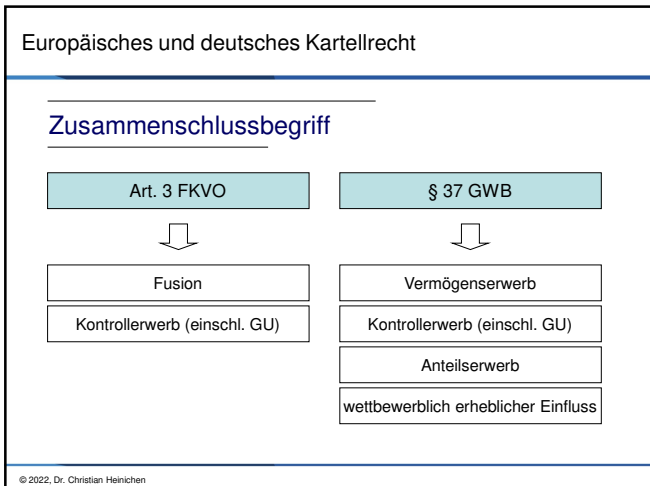 Europäisches und deutsches Kartellrecht
Zusammenschlussbegriff
Art. 3 FKVO
Fusion
Kontrollerwerb (einschl. GU)
§ 37 GWB
Vermögenserwerb
Kontrollerwerb (einschl. GU)
Anteilserwerb
wettbewerblich erheblicher Einfluss
© 2022, Dr. Christian Heinichen